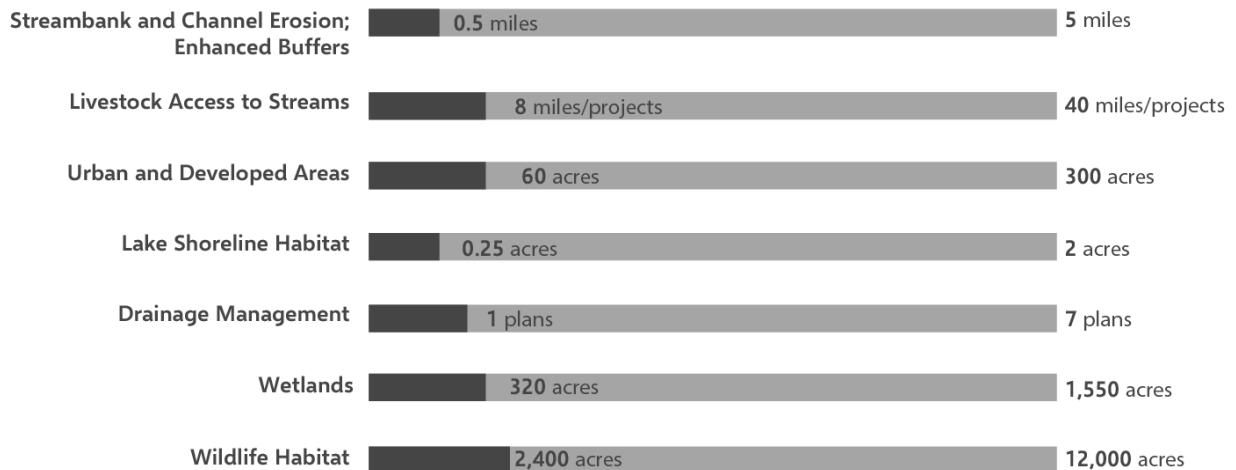 Streambank and Channel Erosion;
Enhanced Buffers
0.5 miles
5 miles
Livestock Access to Streams
8 miles/projects
40 miles/projects
Urban and Developed Areas
60 acres
300 acres
Lake Shoreline Habitat
0.25 acres
2 acres
Drainage Management
1 plans
7 plans
Wetlands
320 acres
1,550 acres
Wildlife Habitat
2,400 acres
12,000 acres